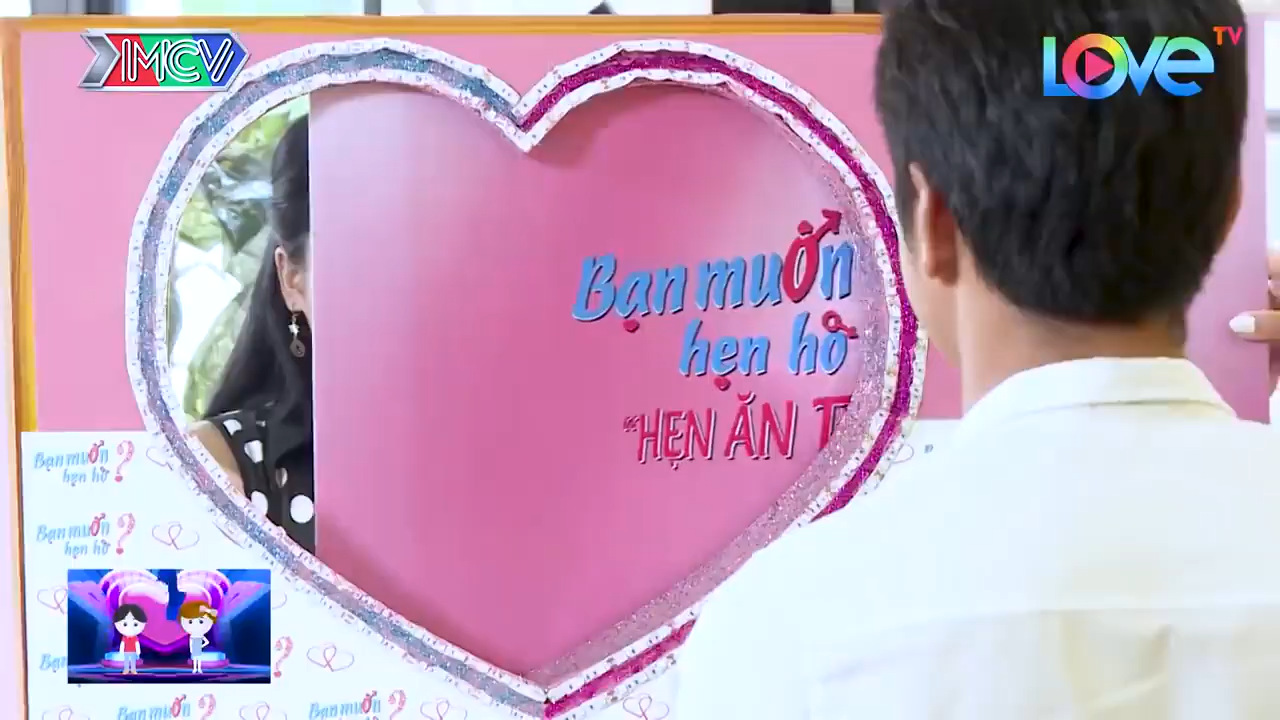 MCV
LOVE TV
Bạn muốn
hẹn hò
"HẸN ĂN T
Bạn muốn
hẹn hò ?
Bạn muốn
hẹn hò ?
Bạn muốn
Bạn muốn